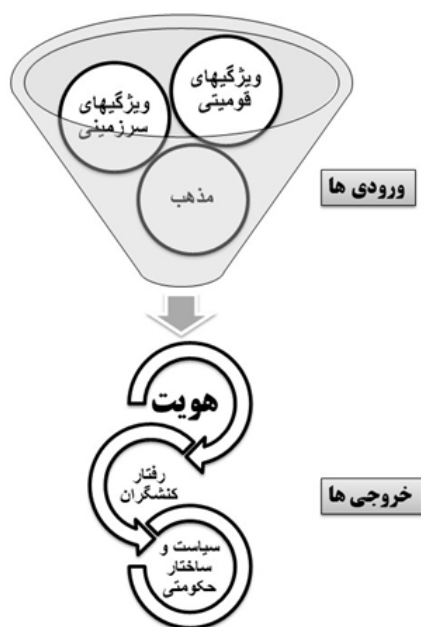 ویژگیهای
قومیتی
ویژگیهای
سرزمینی
مذهب
ورودی ها
هویت
رفتار
کنشگران
خروجی ها
سیاست و
ساختار
حکومتی